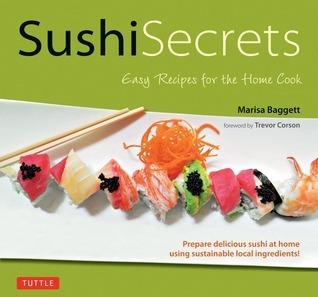 Sushi Secrets
Easy Recipes for the Home Cook
Marisa Baggett
foreword by Trevor Corson
Prepare delicious sushi at home
using sustainable local ingredients!
TUTTLE